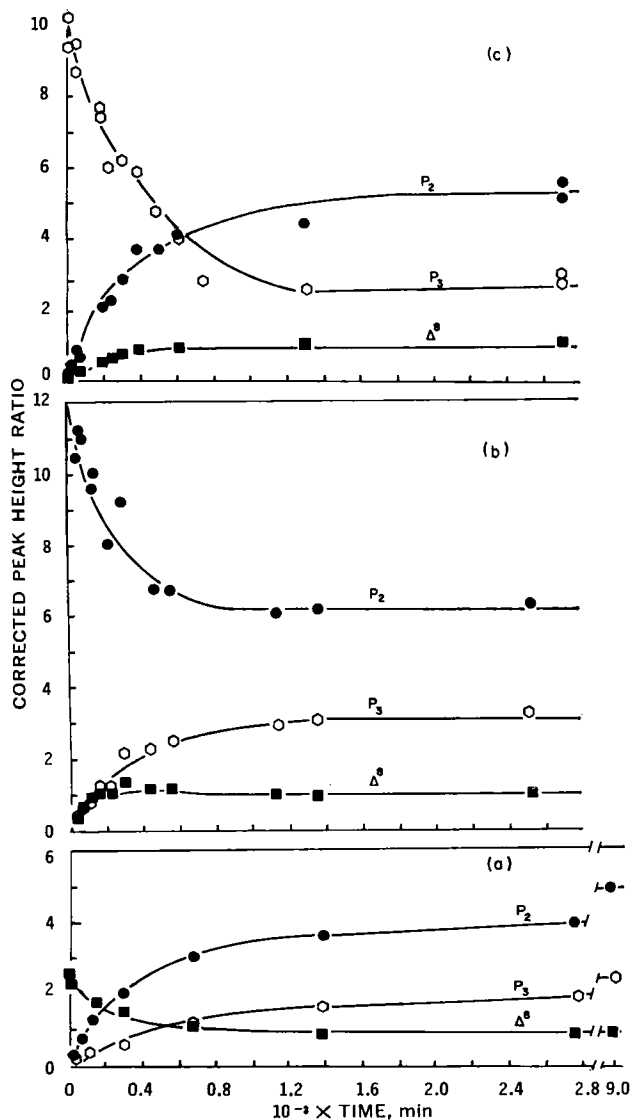 (c)
10
8
6
4
2
0
P2
P3
Δ8
CORRECTED PEAK HEIGHT RATIO
(b)
12
10
8
6
4
2
0
P2
P3
Δ8
(a)
6
4
2
0
P2
P3
Δ8
0 0.4 0.8 1.2 1.6 2.0 2.4 2.8 9.0
10⁻³ × TIME, min